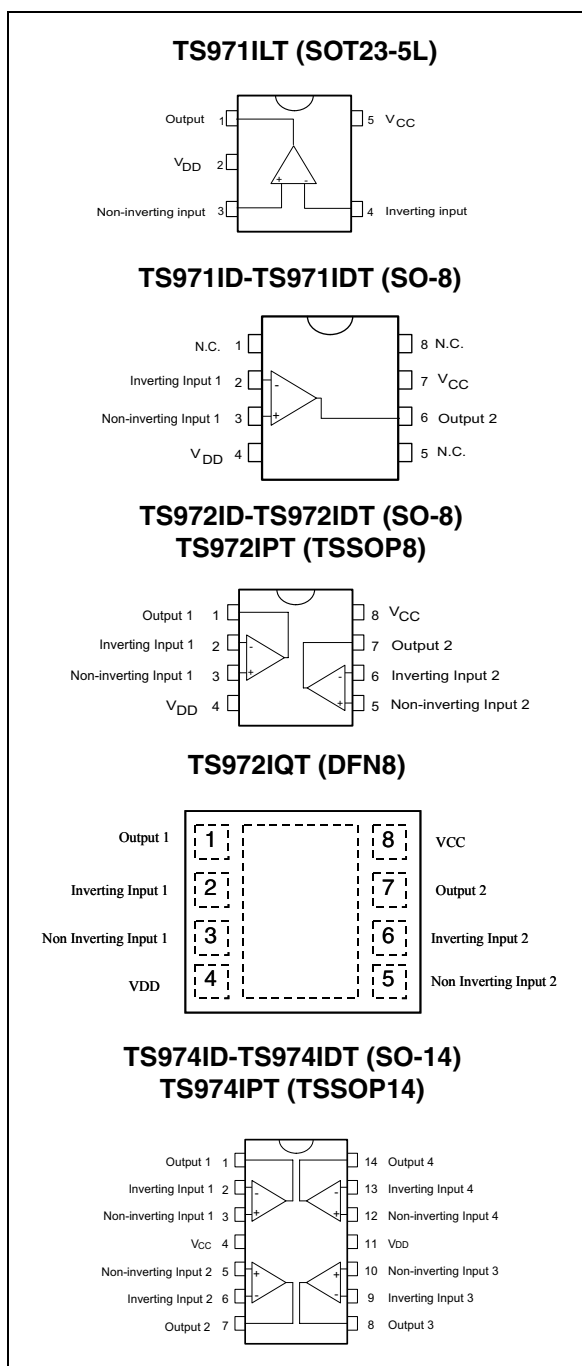 TS971ILT (SOT23-5L)
Output 1 5 VCC
VDD 2
+ -
Non-inverting input 3 4 Inverting input
TS971ID-TS971IDT (SO-8)
N.C. 1 8 N.C.
Inverting Input 1 2 - 7 VCC
Non-inverting Input 1 3 + 6 Output 2
VDD 4 5 N.C.
TS972ID-TS972IDT (SO-8)
TS972IPT (TSSOP8)
Output 1 1 8 VCC
Inverting Input 1 2 - 7 Output 2
Non-inverting Input 1 3 + - 6 Inverting Input 2
VDD 4 + 5 Non-inverting Input 2
TS972IQT (DFN8)
Output 1 1 8 VCC
Inverting Input 1 2 7 Output 2
Non Inverting Input 1 3 6 Inverting Input 2
VDD 4 5 Non Inverting Input 2
TS974ID-TS974IDT (SO-14)
TS974IPT (TSSOP14)
Output 1 1 14 Output 4
Inverting Input 1 2 - - 13 Inverting Input 4
Non-inverting Input 1 3 + + 12 Non-inverting Input 4
VCC 4 11 VDD
Non-inverting Input 2 5 + + 10 Non-inverting Input 3
Inverting Input 2 6 - - 9 Inverting Input 3
Output 2 7 8 Output 3